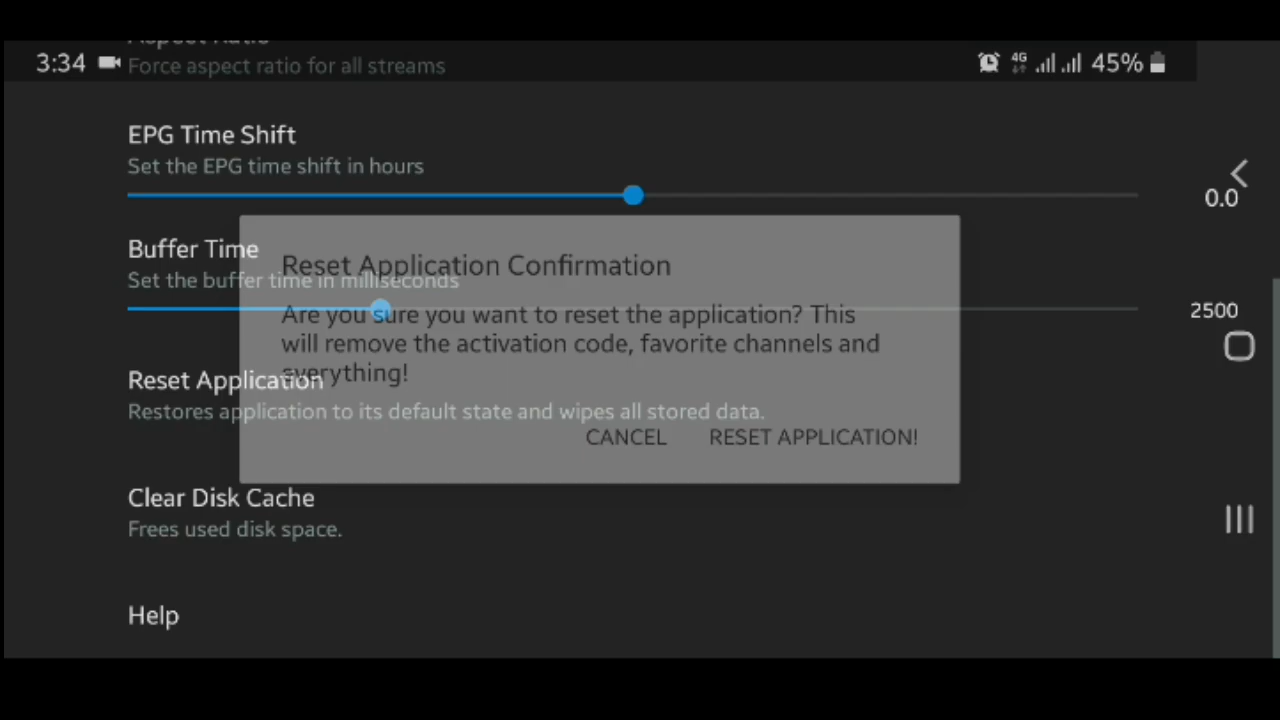 Aspect Ratio
3:34
Force aspect ratio for all streams
4G
45%
EPG Time Shift
Set the EPG time shift in hours
0.0
Buffer Time
Set the buffer time in milliseconds
2500
Reset Application Confirmation
Are you sure you want to reset the application? This
will remove the activation code, favorite channels and
everything!
CANCEL RESET APPLICATION!
Reset Application
Restores application to its default state and wipes all stored data.
Clear Disk Cache
Frees used disk space.
Help